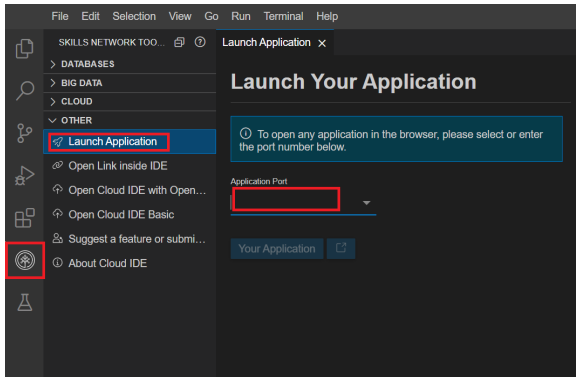 File Edit Selection View Go Run Terminal Help
SKILLS NETWORK TOO...
Launch Application ×
> DATABASES
> BIG DATA
> CLOUD
OTHER
Launch Application
Open Link inside IDE
Open Cloud IDE with Open...
Open Cloud IDE Basic
Suggest a feature or submi...
About Cloud IDE
Launch Your Application
To open any application in the browser, please select or enter
the port number below.
Application Port
Your Application